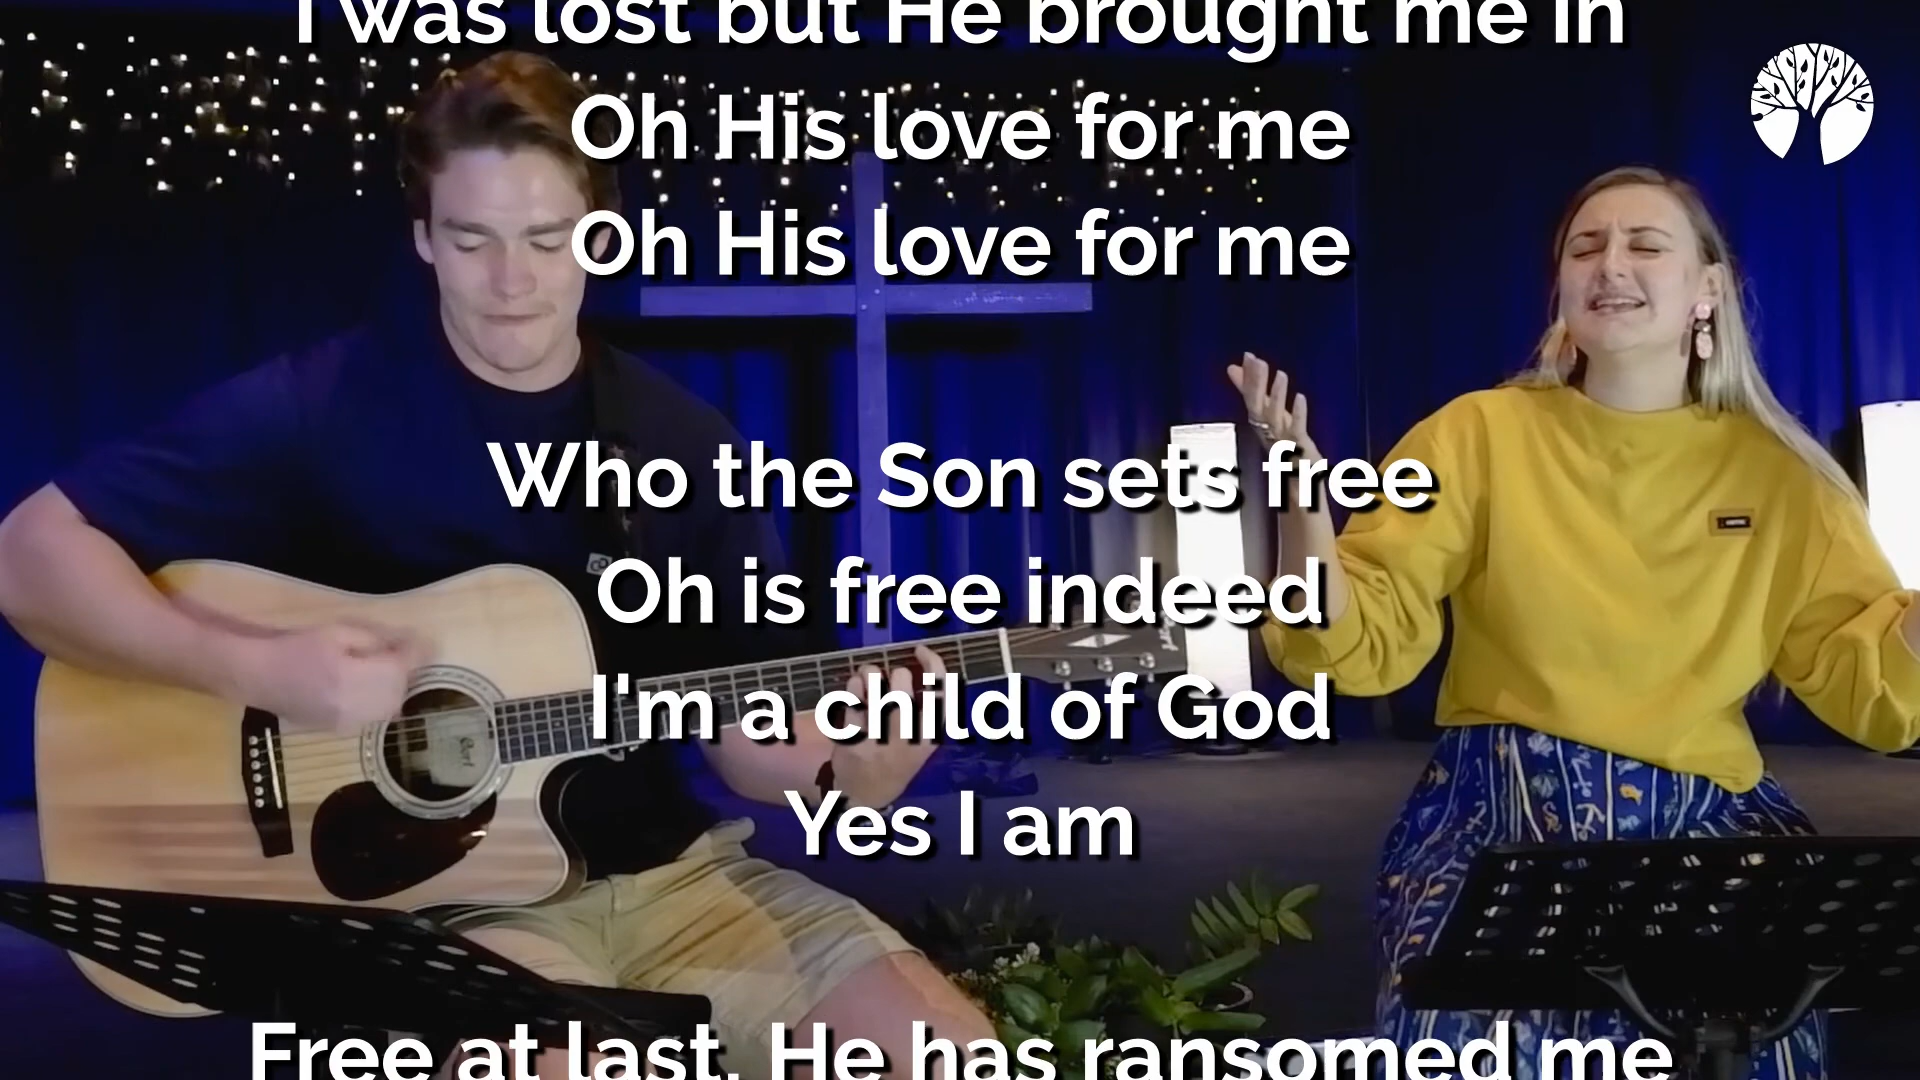 I was lost but He brought me in
Oh His love for me
Oh His love for me
Who the Son sets free
Oh is free indeed
I'm a child of God
Yes I am
Free at last, He has ransomed me
Cort
Cort